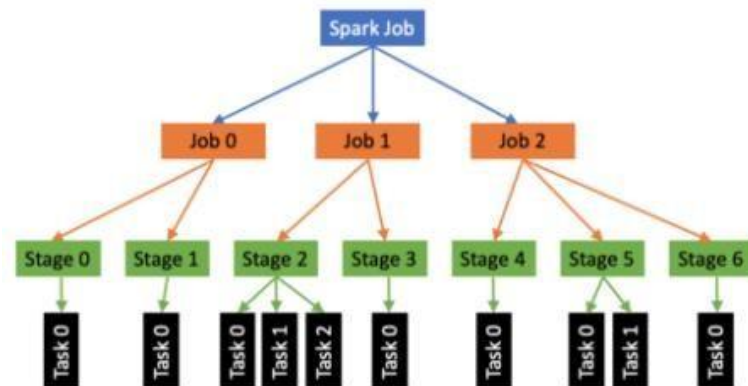 Spark Job
Job 0
Job 1
Job 2
Stage 0
Stage 1
Stage 2
Stage 3
Stage 4
Stage 5
Stage 6
Task 0
Task 0
Task 0
Task 1
Task 2
Task 0
Task 0
Task 0
Task 1
Task 0